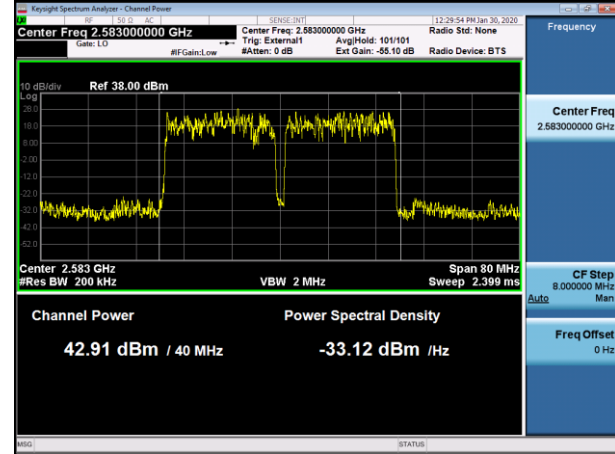 Keysight Spectrum Analyzer - Channel Power
RF 50 Ω AC SENSE:INT 12:29:54 PM Jan 30, 2020
Center Freq 2.583000000 GHz Center Freq: 2.583000000 GHz Radio Std: None
Gate: LO Trig: External1 Avg|Hold: 101/101
#IFGain:Low #Atten: 0 dB Ext Gain: -55.10 dB Radio Device: BTS
Frequency
10 dB/div Ref 38.00 dBm
Log
28.0
18.0
8.00
-2.00
-12.0
-22.0
-32.0
-42.0
-52.0
Center Freq
2.583000000 GHz
Center 2.583 GHz Span 80 MHz
#Res BW 200 kHz VBW 2 MHz Sweep 2.399 ms
CF Step
8.000000 MHz
Auto Man
Channel Power Power Spectral Density
42.91 dBm / 40 MHz -33.12 dBm /Hz
Freq Offset
0 Hz
MSG STATUS